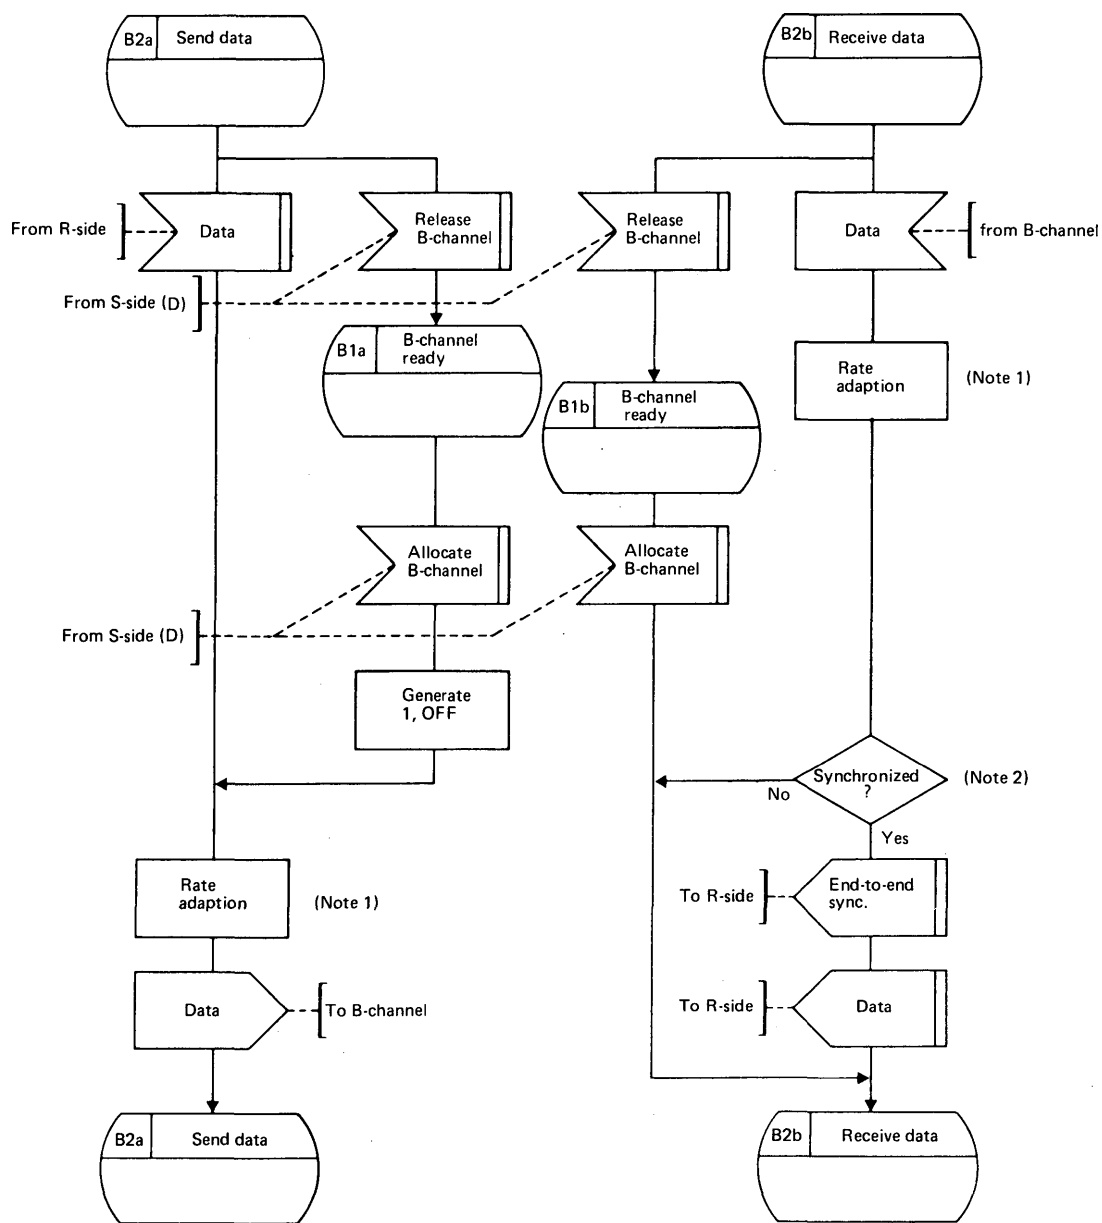 B2a Send data
B2b Receive data
From R-side
Data
Release
B-channel
Release
B-channel
Data
from B-channel
From S-side (D)
B1a B-channel
ready
Rate
adaption
(Note 1)
B1b B-channel
ready
Allocate
B-channel
Allocate
B-channel
From S-side (D)
Generate
1, OFF
Synchronized
?
(Note 2)
No
Yes
Rate
adaption
(Note 1)
To R-side
End-to-end
sync.
Data
To B-channel
To R-side
Data
B2a Send data
B2b Receive data